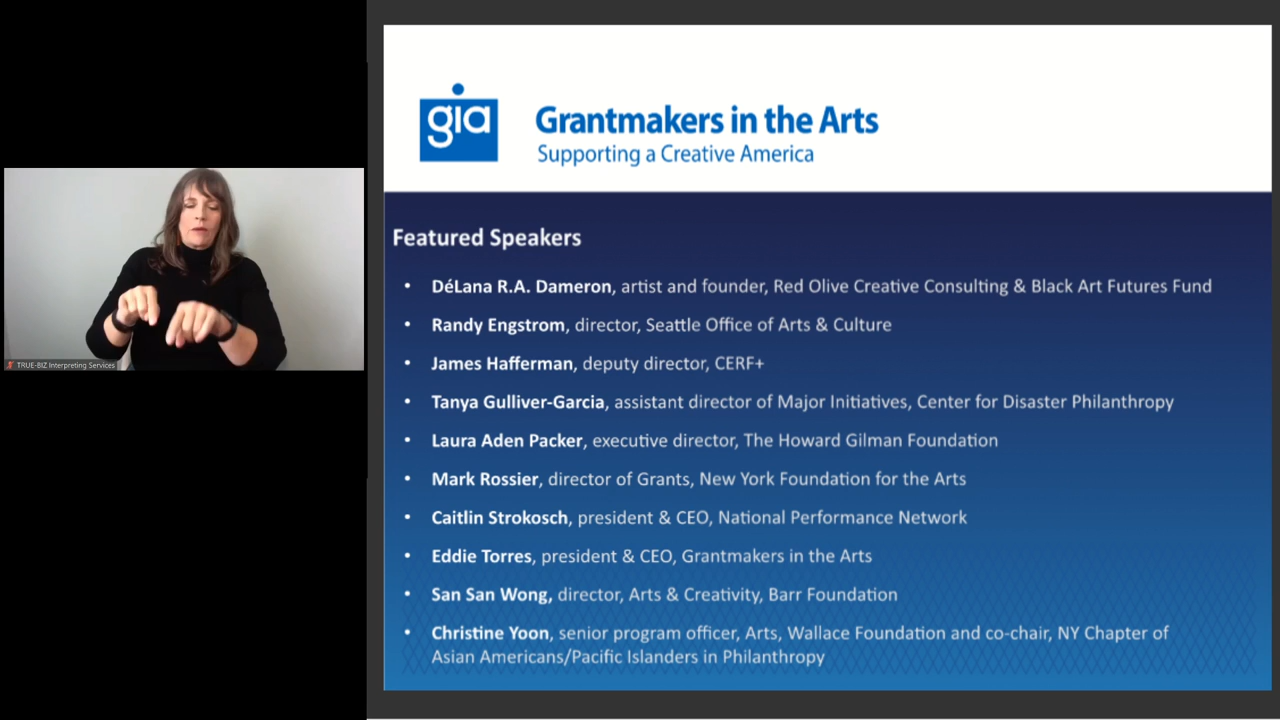 gia
Grantmakers in the Arts
Supporting a Creative America
TRUE-BIZ Interpreting Services
Featured Speakers
• DéLana R.A. Dameron, artist and founder, Red Olive Creative Consulting & Black Art Futures Fund
• Randy Engstrom, director, Seattle Office of Arts & Culture
• James Hafferman, deputy director, CERF+
• Tanya Gulliver-Garcia, assistant director of Major Initiatives, Center for Disaster Philanthropy
• Laura Aden Packer, executive director, The Howard Gilman Foundation
• Mark Rossier, director of Grants, New York Foundation for the Arts
• Caitlin Strokosch, president & CEO, National Performance Network
• Eddie Torres, president & CEO, Grantmakers in the Arts
• San San Wong, director, Arts & Creativity, Barr Foundation
• Christine Yoon, senior program officer, Arts, Wallace Foundation and co-chair, NY Chapter of
Asian Americans/Pacific Islanders in Philanthropy